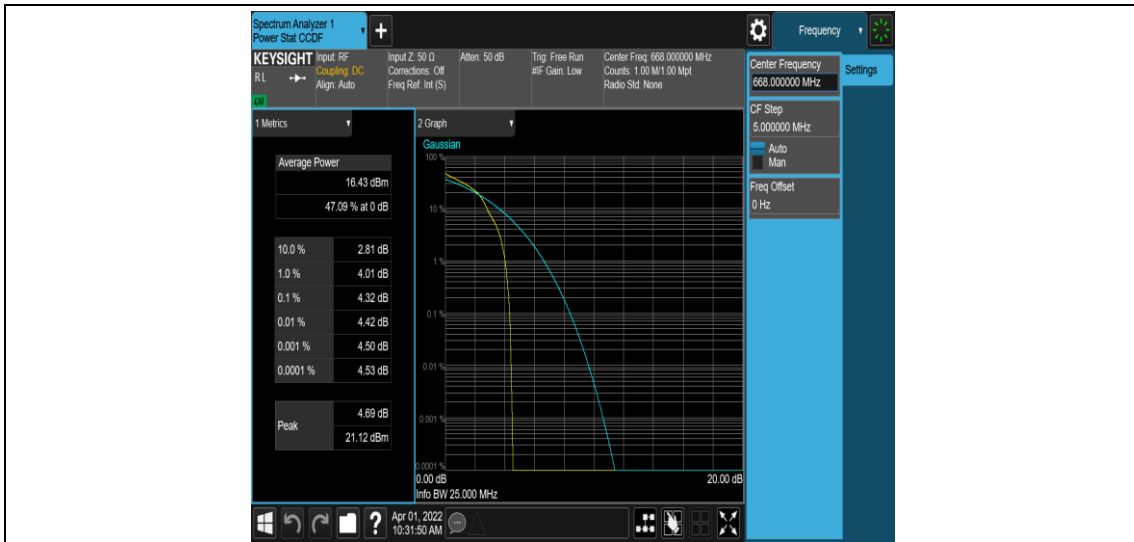 Spectrum Analyzer 1
Power Stat CCDF
Frequency
KEYSIGHT
RL
Input: RF
Coupling: DC
Align: Auto
Input Z: 50 Ω
Corrections: Off
Freq Ref: Int (S)
Atten: 50 dB
Trig: Free Run
#IF Gain: Low
Center Freq: 668.000000 MHz
Counts: 1.00 M/1.00 Mpt
Radio Std: None
Center Frequency
668.000000 MHz
Settings
CF Step
5.000000 MHz
Auto
Man
Freq Offset
0 Hz
1 Metrics
Average Power
16.43 dBm
47.09 % at 0 dB
10.0 % 2.81 dB
1.0 % 4.01 dB
0.1 % 4.32 dB
0.01 % 4.42 dB
0.001 % 4.50 dB
0.0001 % 4.53 dB
Peak
4.69 dB
21.12 dBm
2 Graph
Gaussian
100 %
10 %
1 %
0.1 %
0.01 %
0.001 %
0.0001 %
0.00 dB 20.00 dB
Info BW 25.000 MHz
?
Apr 01, 2022
10:31:50 AM